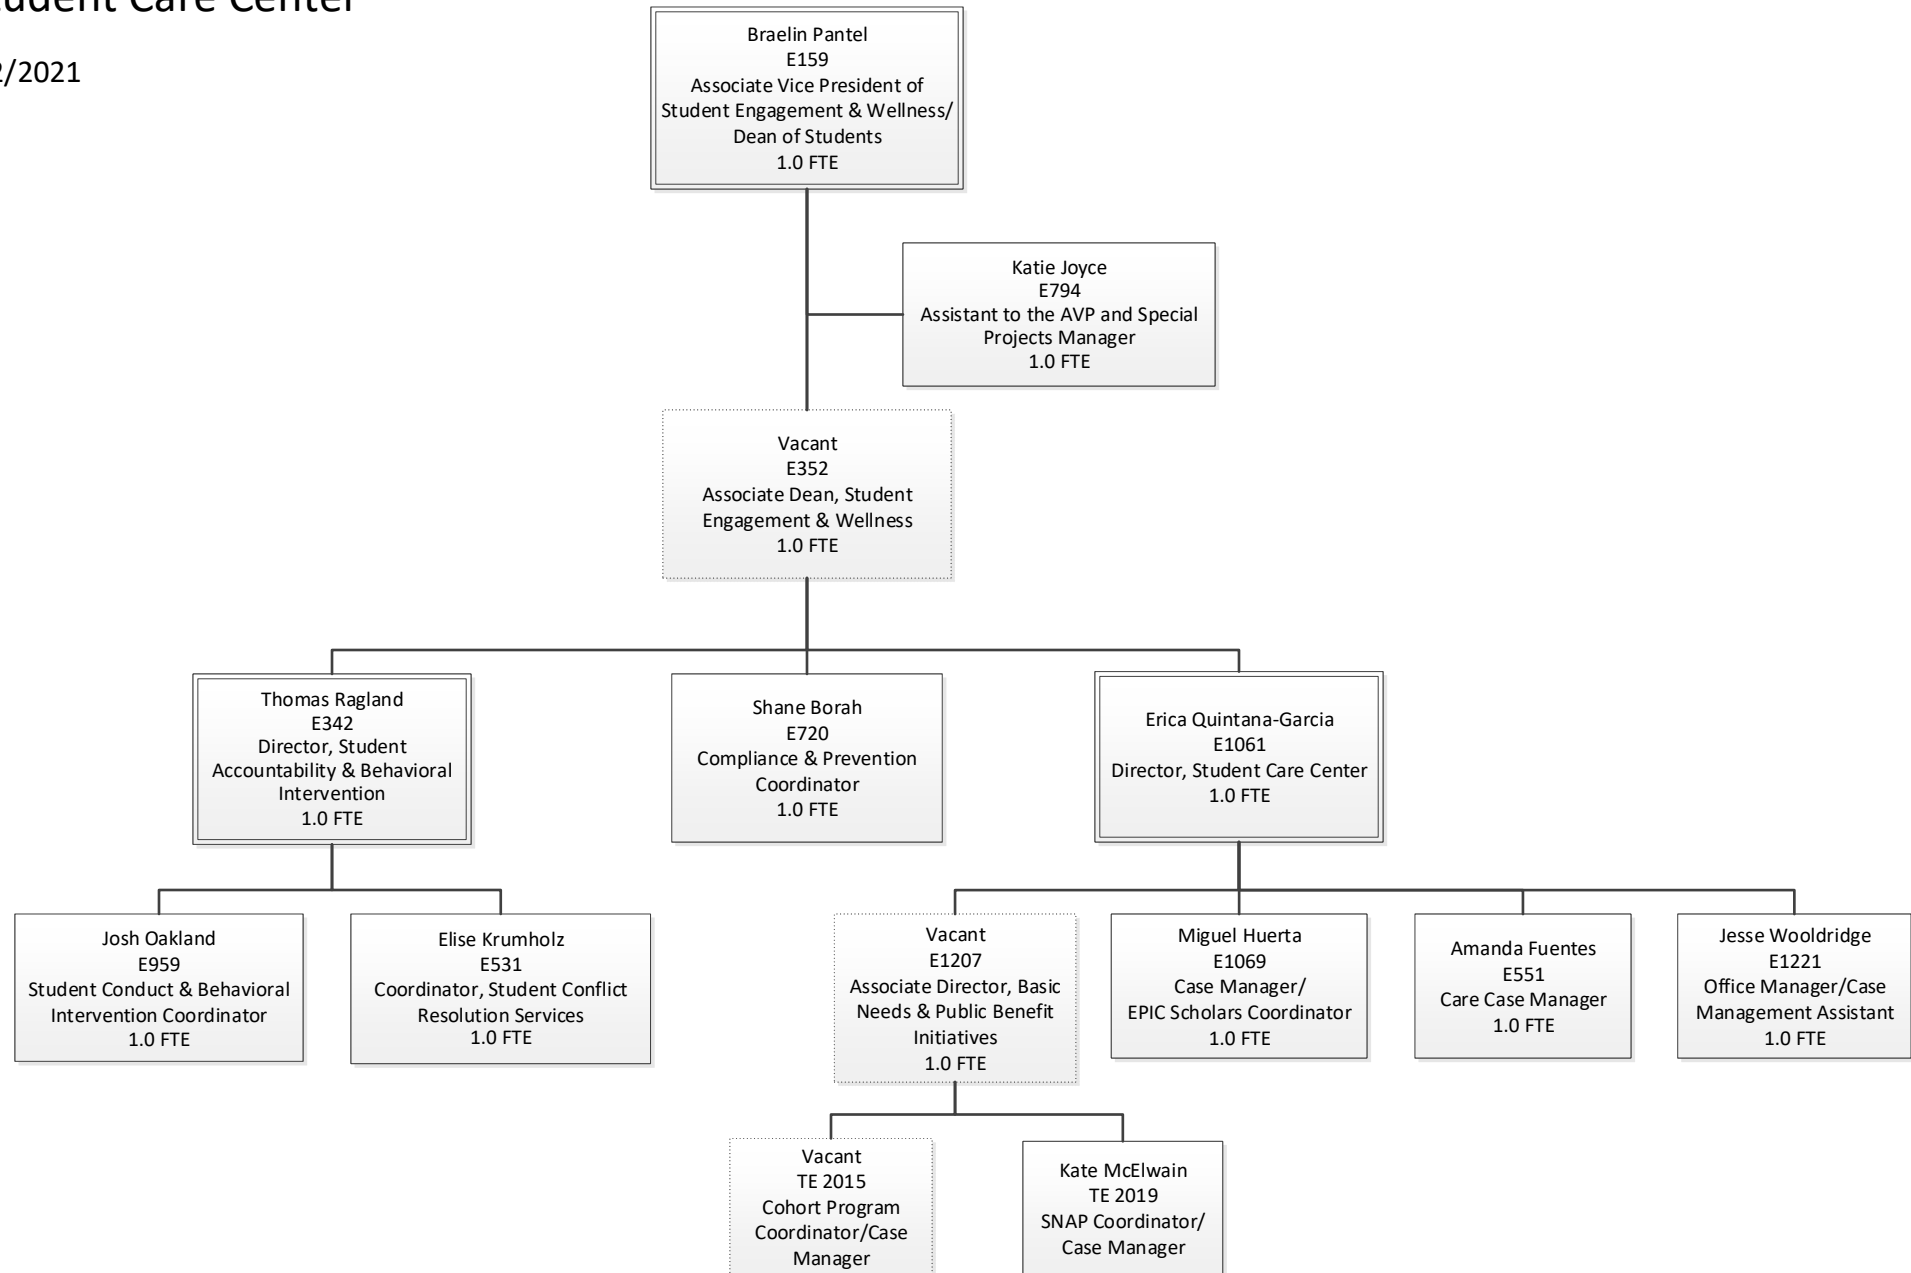 Care Center
Braelin Pantel
E159
Associate Vice President of
Student Engagement & Wellness/
Dean of Students
1.0 FTE
Katie Joyce
E794
Assistant to the AVP and Special
Projects Manager
1.0 FTE
Vacant
E352
Associate Dean, Student
Engagement & Wellness
1.0 FTE
Thomas Ragland
E342
Director, Student
Accountability & Behavioral
Intervention
1.0 FTE
Shane Borah
E720
Compliance & Prevention
Coordinator
1.0 FTE
Erica Quintana-Garcia
E1061
Director, Student Care Center
1.0 FTE
Josh Oakland
E959
Student Conduct & Behavioral
Intervention Coordinator
1.0 FTE
Elise Krumholz
E531
Coordinator, Student Conflict
Resolution Services
1.0 FTE
Vacant
E1207
Associate Director, Basic
Needs & Public Benefit
Initiatives
1.0 FTE
Miguel Huerta
E1069
Case Manager/
EPIC Scholars Coordinator
1.0 FTE
Amanda Fuentes
E551
Care Case Manager
1.0 FTE
Jesse Wooldridge
E1221
Office Manager/Case
Management Assistant
1.0 FTE
Vacant
TE 2015
Cohort Program
Coordinator/Case
Manager
Kate McElwain
TE 2019
SNAP Coordinator/
Case Manager